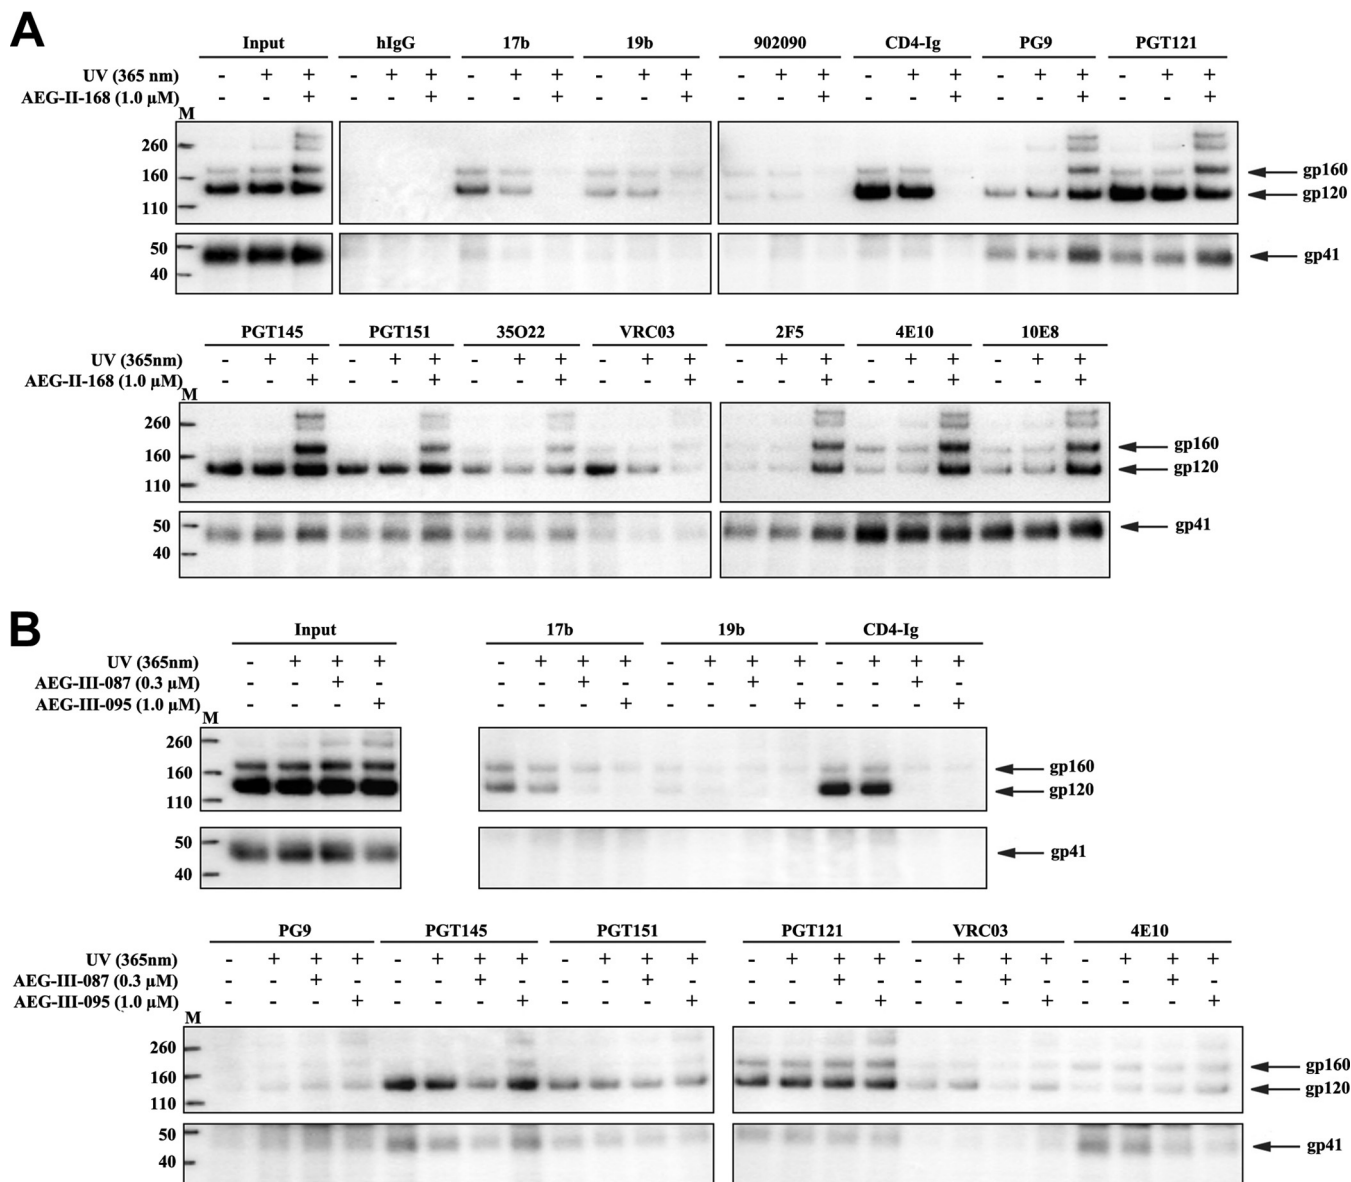 A
Input hIgG 17b 19b 902090 CD4-Ig PG9 PGT121
UV (365 nm) - + + - + + - + + - + + - + + - + + - + + - + +
AEG-II-168 (1.0 µM) - - + - - + - - + - - + - - + - - + - - + - - +
M
260
160 gp160
110 gp120
50 gp41
40
PGT145 PGT151 35O22 VRC03 2F5 4E10 10E8
UV (365nm) - + + - + + - + + - + + - + + - + + - + +
AEG-II-168 (1.0 µM) - - + - - + - - + - - + - - + - - + - - +
M
260
gp160
160
gp120
110
50 gp41
40
B
Input 17b 19b CD4-Ig
UV (365nm) - + + + - + + + - + + + - + + +
AEG-III-087 (0.3 µM) - - + - - - + - - - + - - - + -
AEG-III-095 (1.0 µM) - - - + - - - + - - - + - - - +
M
260
160 gp160
110 gp120
50
gp41
40
PG9 PGT145 PGT151 PGT121 VRC03 4E10
UV (365nm) - + + + - + + + - + + + - + + + - + + + - + + +
AEG-III-087 (0.3 µM) - - + - - - + - - - + - - - + - - - + - - - + -
AEG-III-095 (1.0 µM) - - - + - - - + - - - + - - - + - - - + - - - +
M
260
160 gp160
110 gp120
50
gp41
40